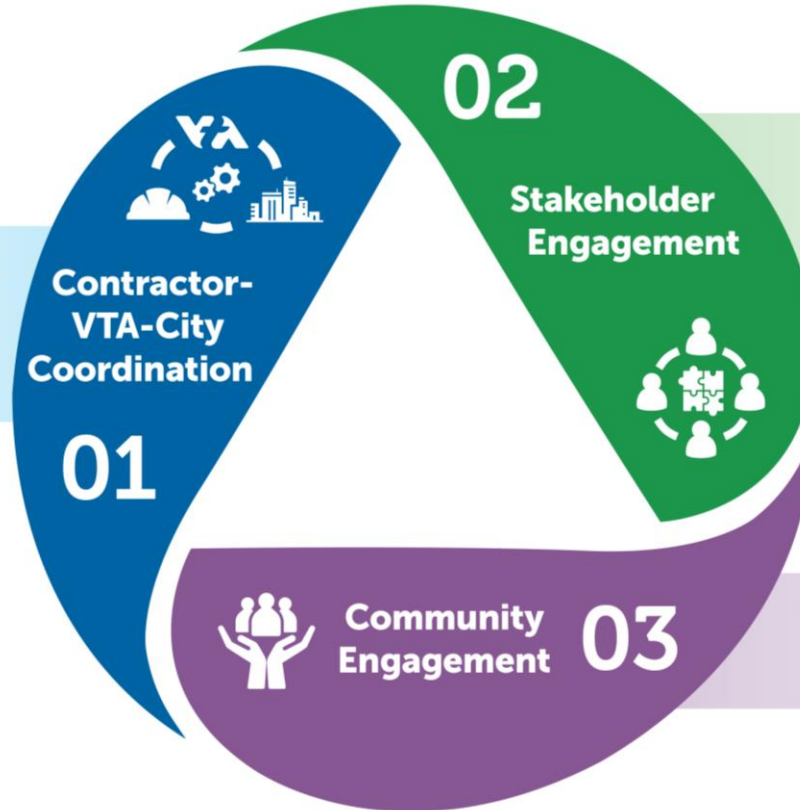 VTA
Contractor-
VTA-City
Coordination
01
02
Stakeholder
Engagement
Community
Engagement
03